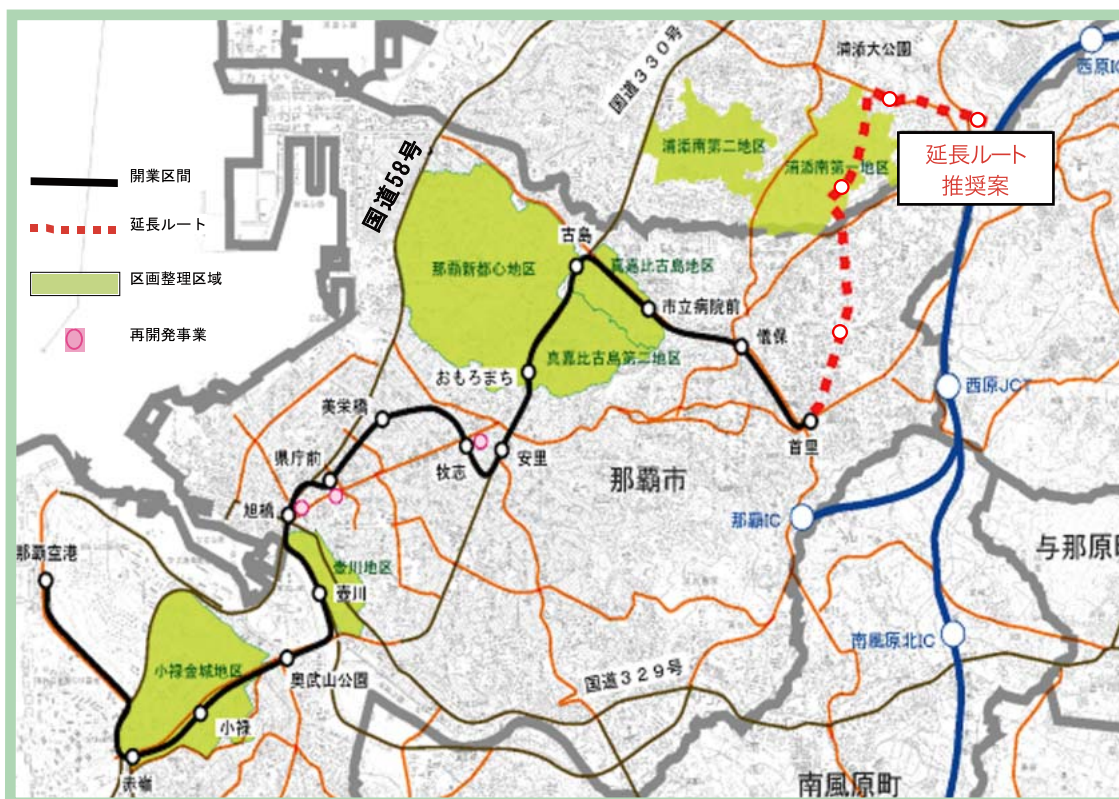 浦添大公園
西原IC
国道330号
国道58号
開業区間
延長ルート
区画整理区域
再開発事業
浦添南第二地区
浦添南第一地区
延長ルート
推奨案
古島
那覇新都心地区
真嘉比古島地区
市立病院前
儀保
真嘉比古島第二地区
おもろまち
西原JCT
美栄橋
県庁前
牧志
安里
首里
那覇市
旭橋
那覇IC
那覇空港
与那原町
壺川地区
壺川
小禄金城地区
奥武山公園
南風原北IC
国道329号
小禄
赤嶺
南風原町